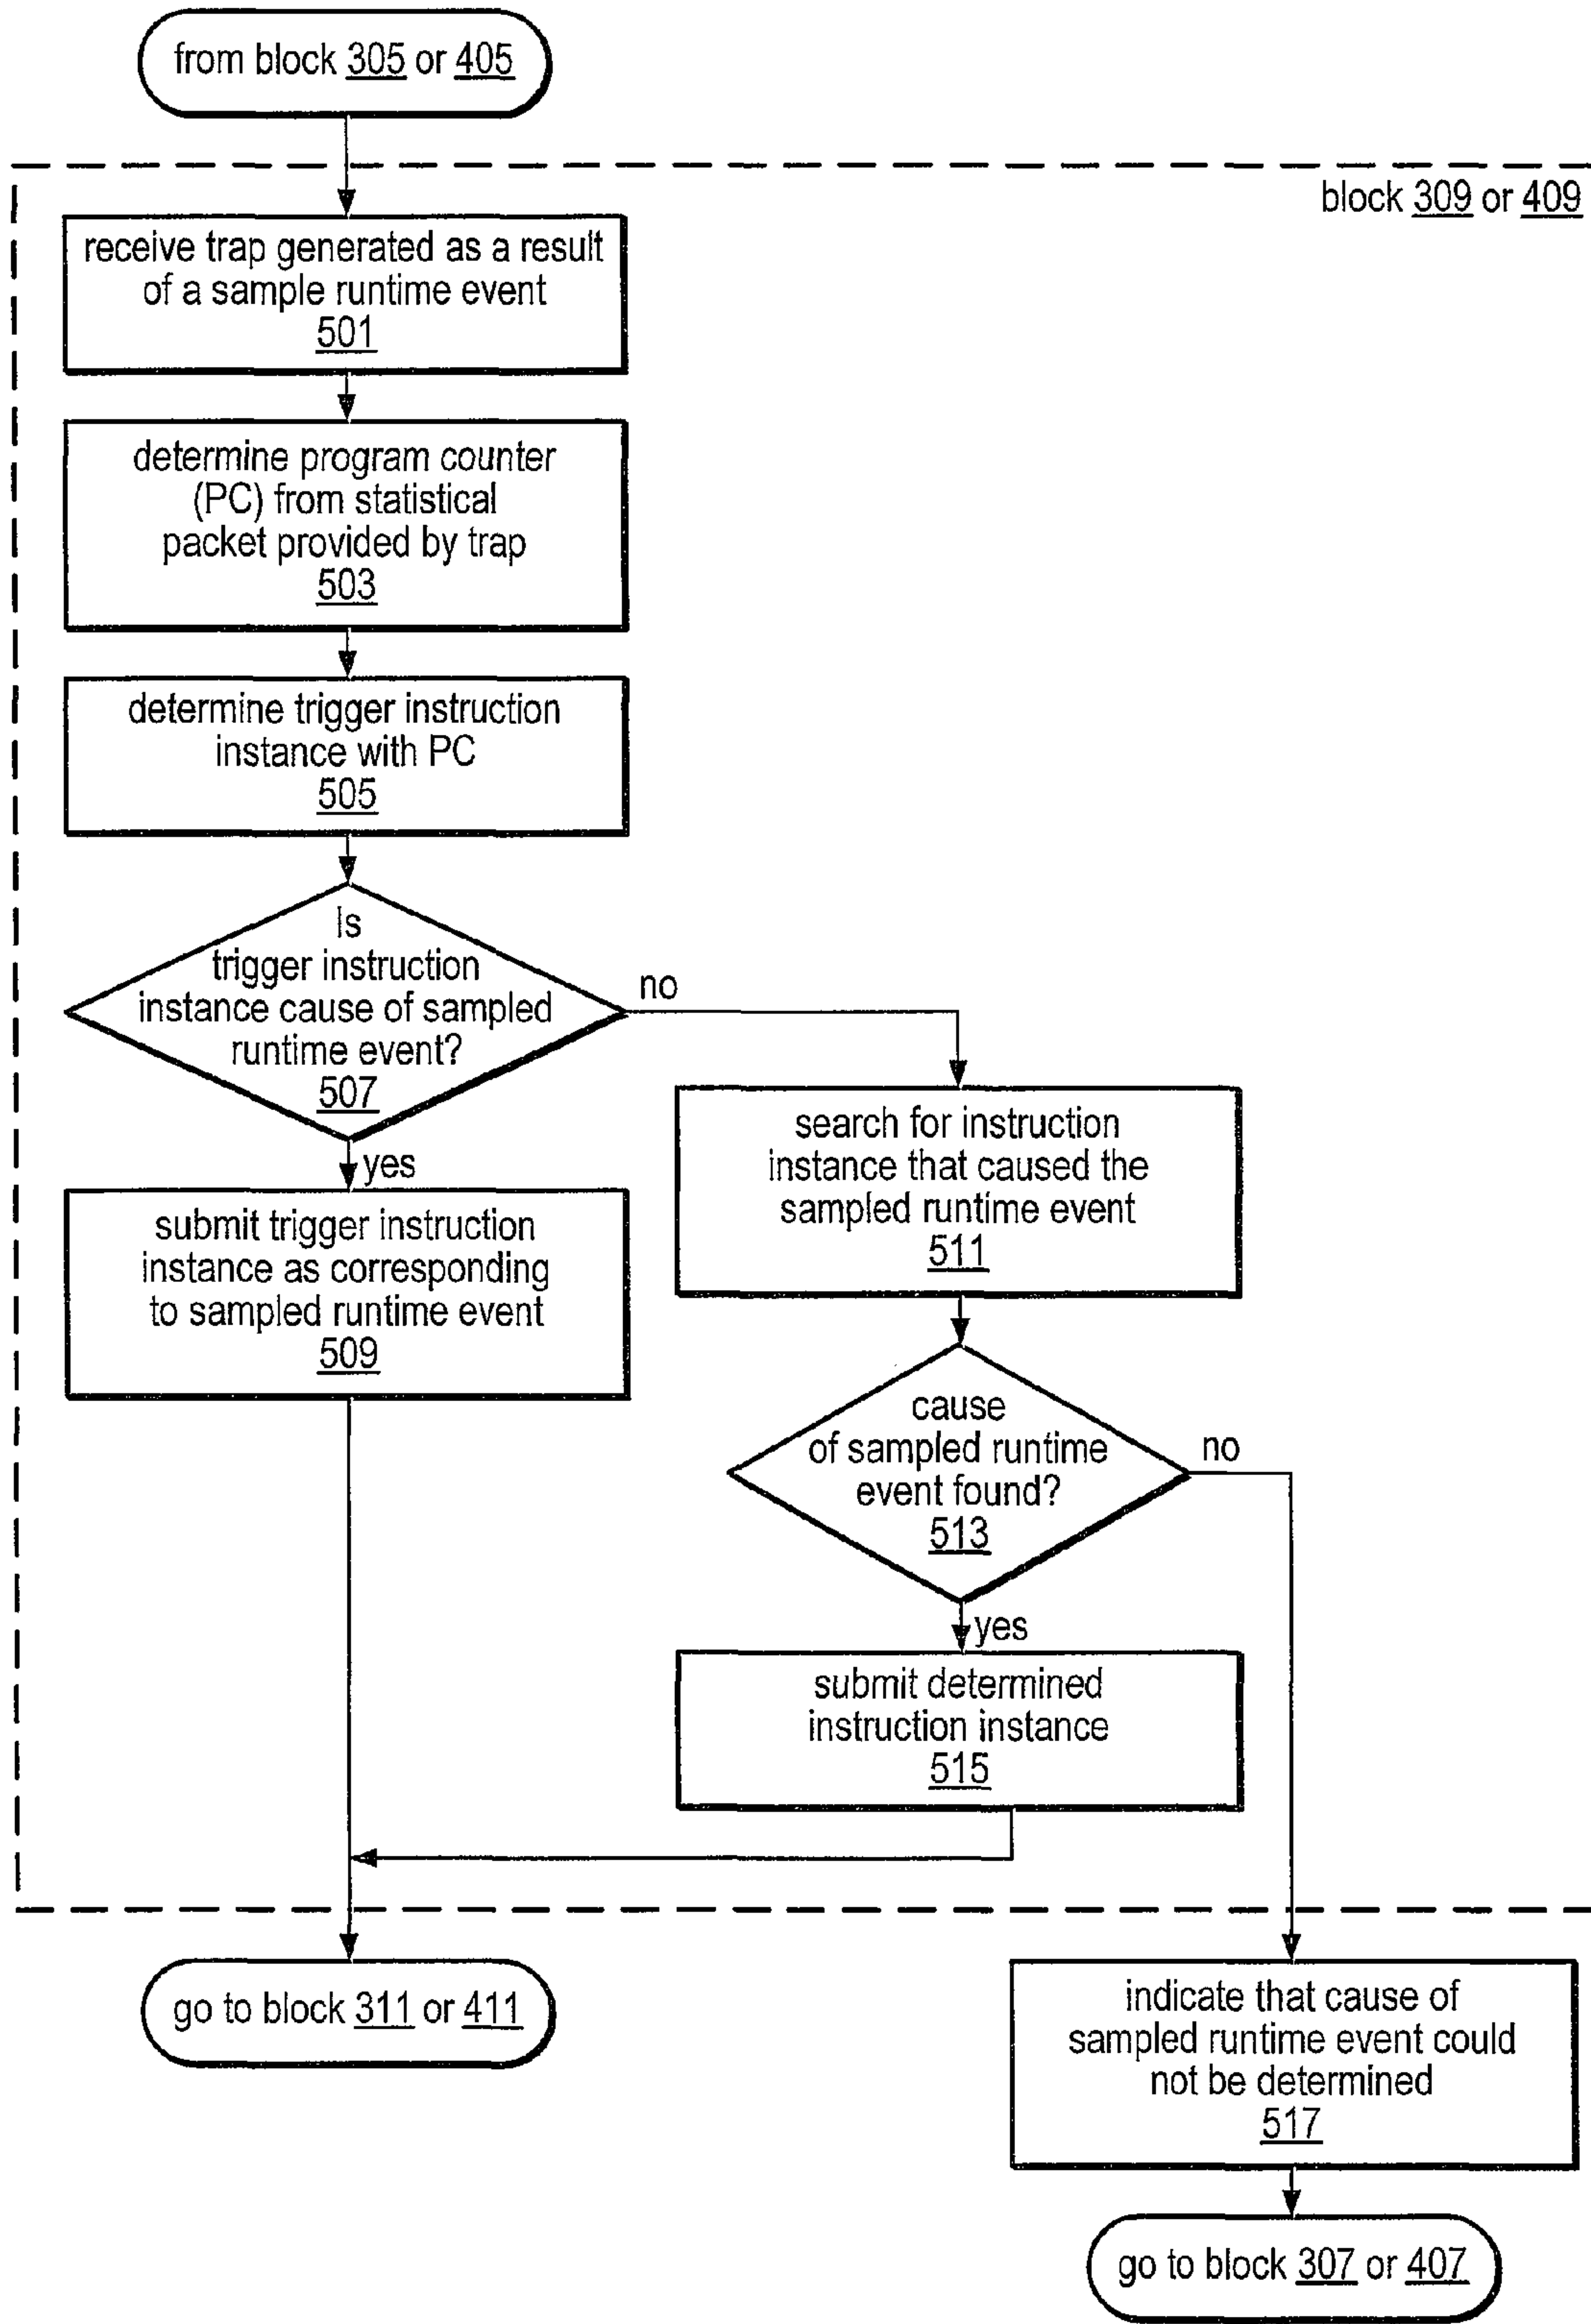 from block 305 or 405
block 309 or 409
receive trap generated as a result
of a sample runtime event
501
determine program counter
(PC) from statistical
packet provided by trap
503
determine trigger instruction
instance with PC
505
Is
trigger instruction
instance cause of sampled
runtime event?
507
no
yes
submit trigger instruction
instance as corresponding
to sampled runtime event
509
search for instruction
instance that caused the
sampled runtime event
511
cause
of sampled runtime
event found?
513
no
yes
submit determined
instruction instance
515
go to block 311 or 411
indicate that cause of
sampled runtime event could
not be determined
517
go to block 307 or 407